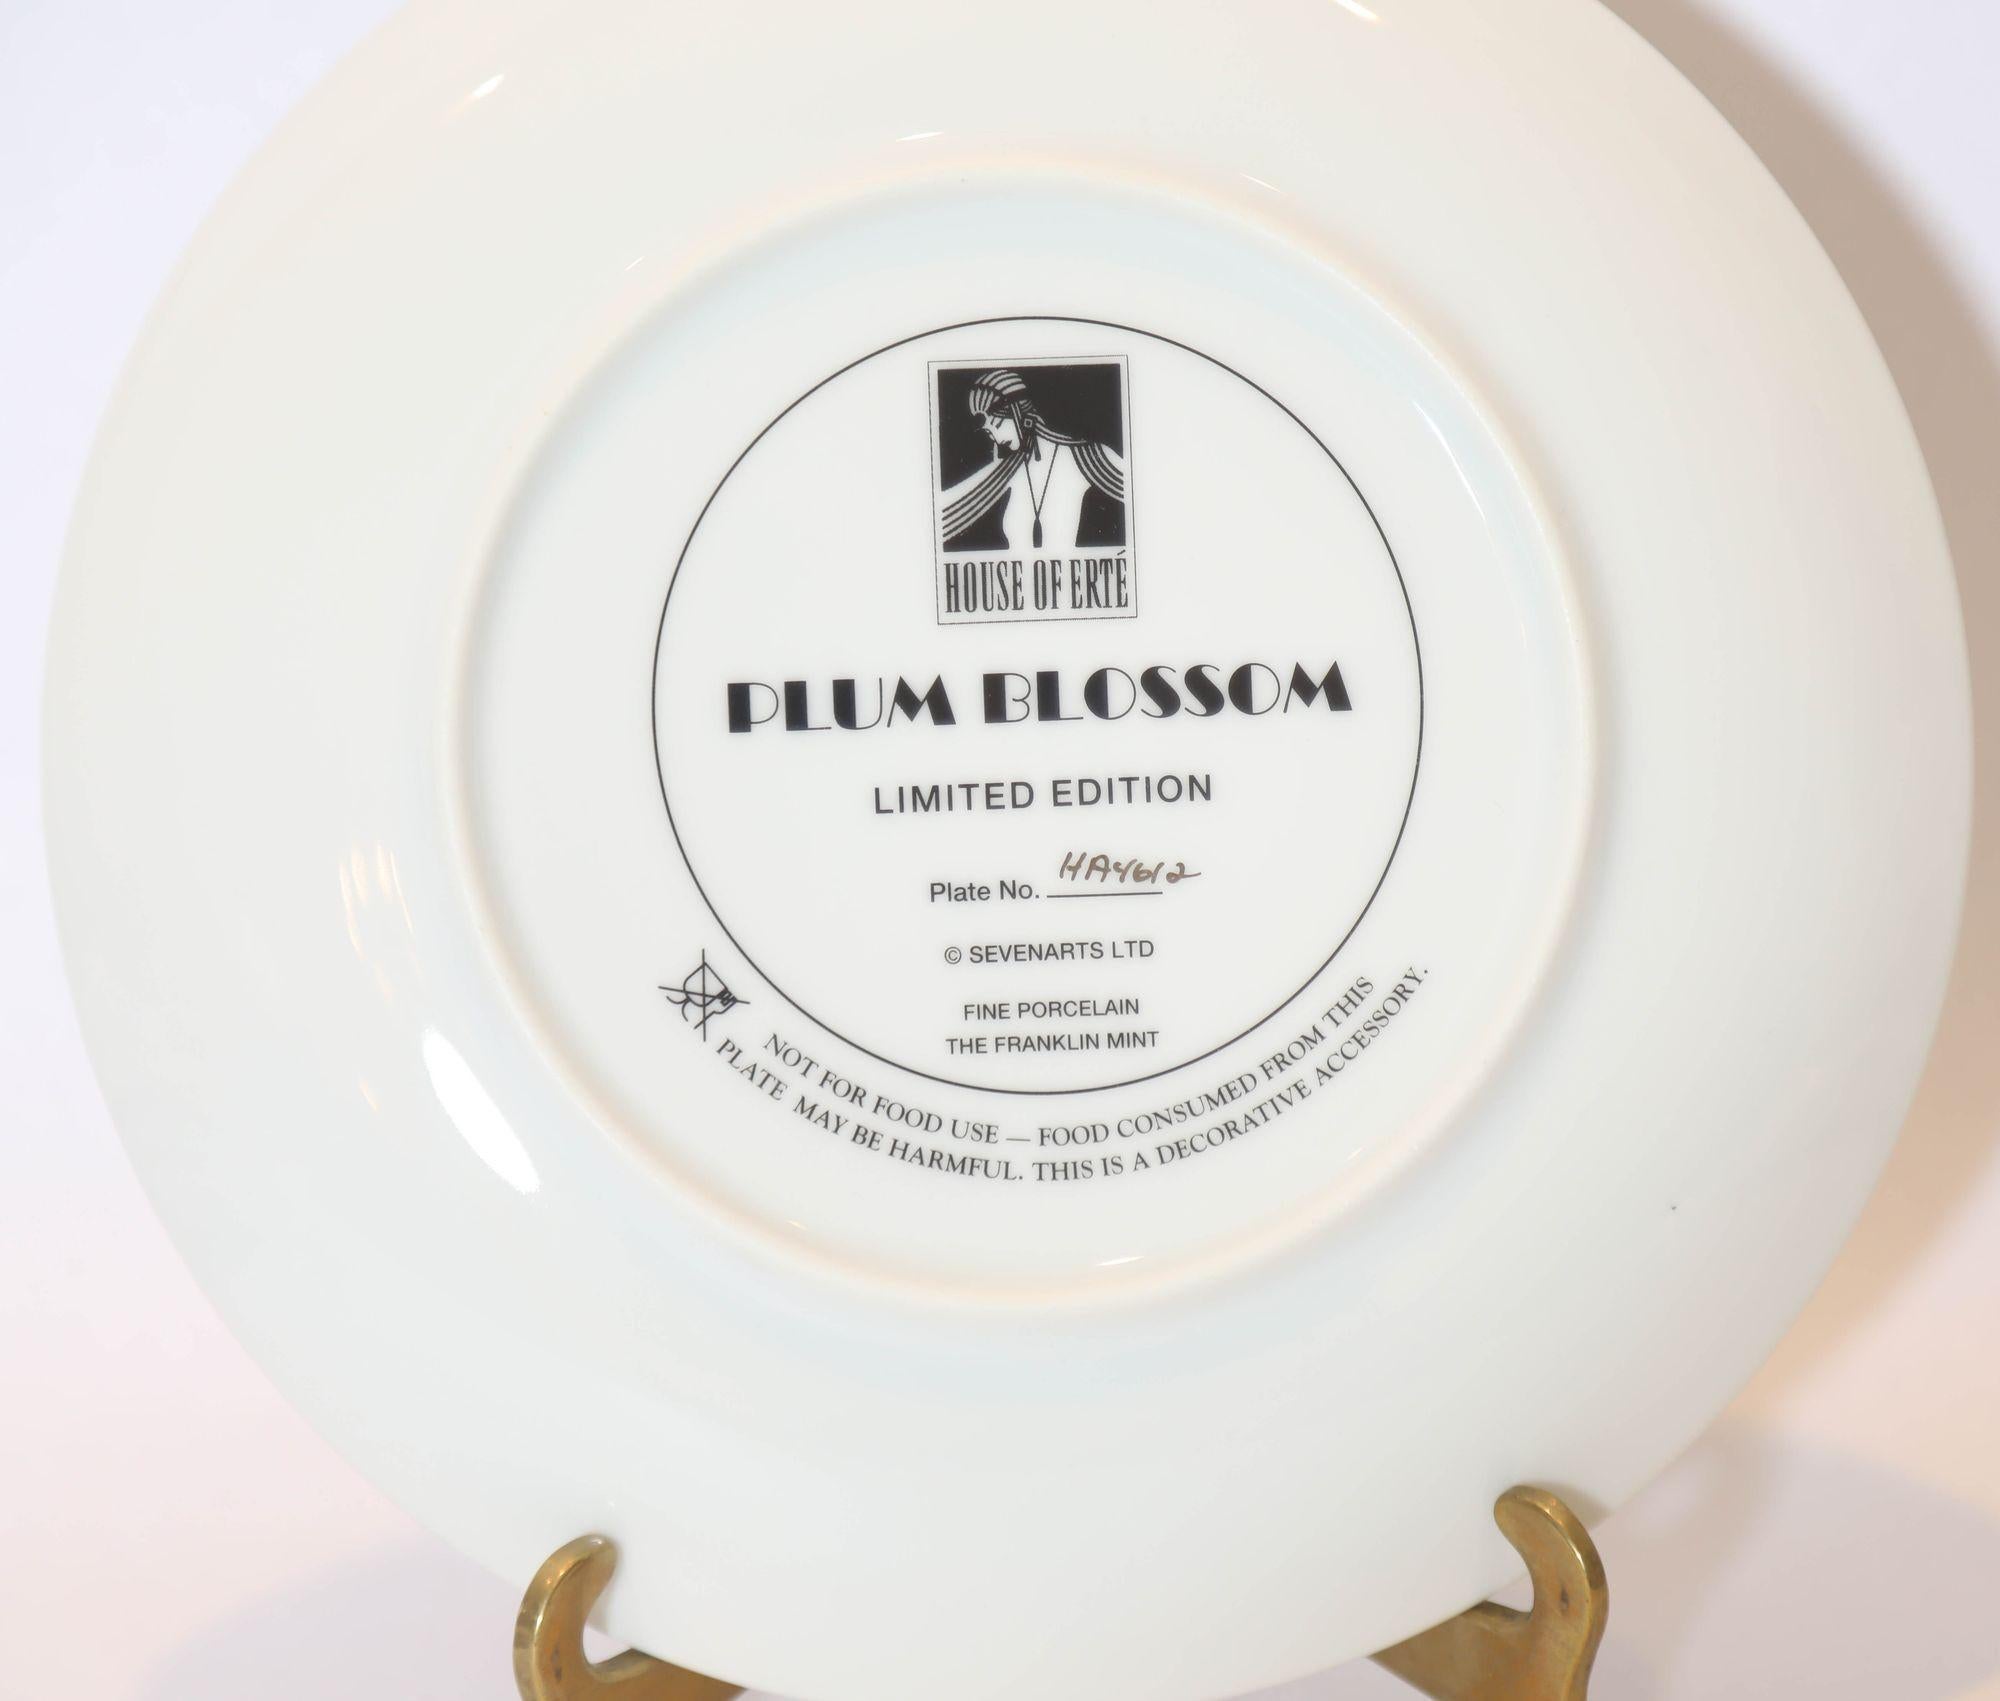 HOUSE OF ERTÉ
PLUM BLOSSOM
LIMITED EDITION
Plate No. HA4612
© SEVENARTS LTD
FINE PORCELAIN
THE FRANKLIN MINT
NOT FOR FOOD USE — FOOD CONSUMED FROM THIS
PLATE MAY BE HARMFUL. THIS IS A DECORATIVE ACCESSORY.